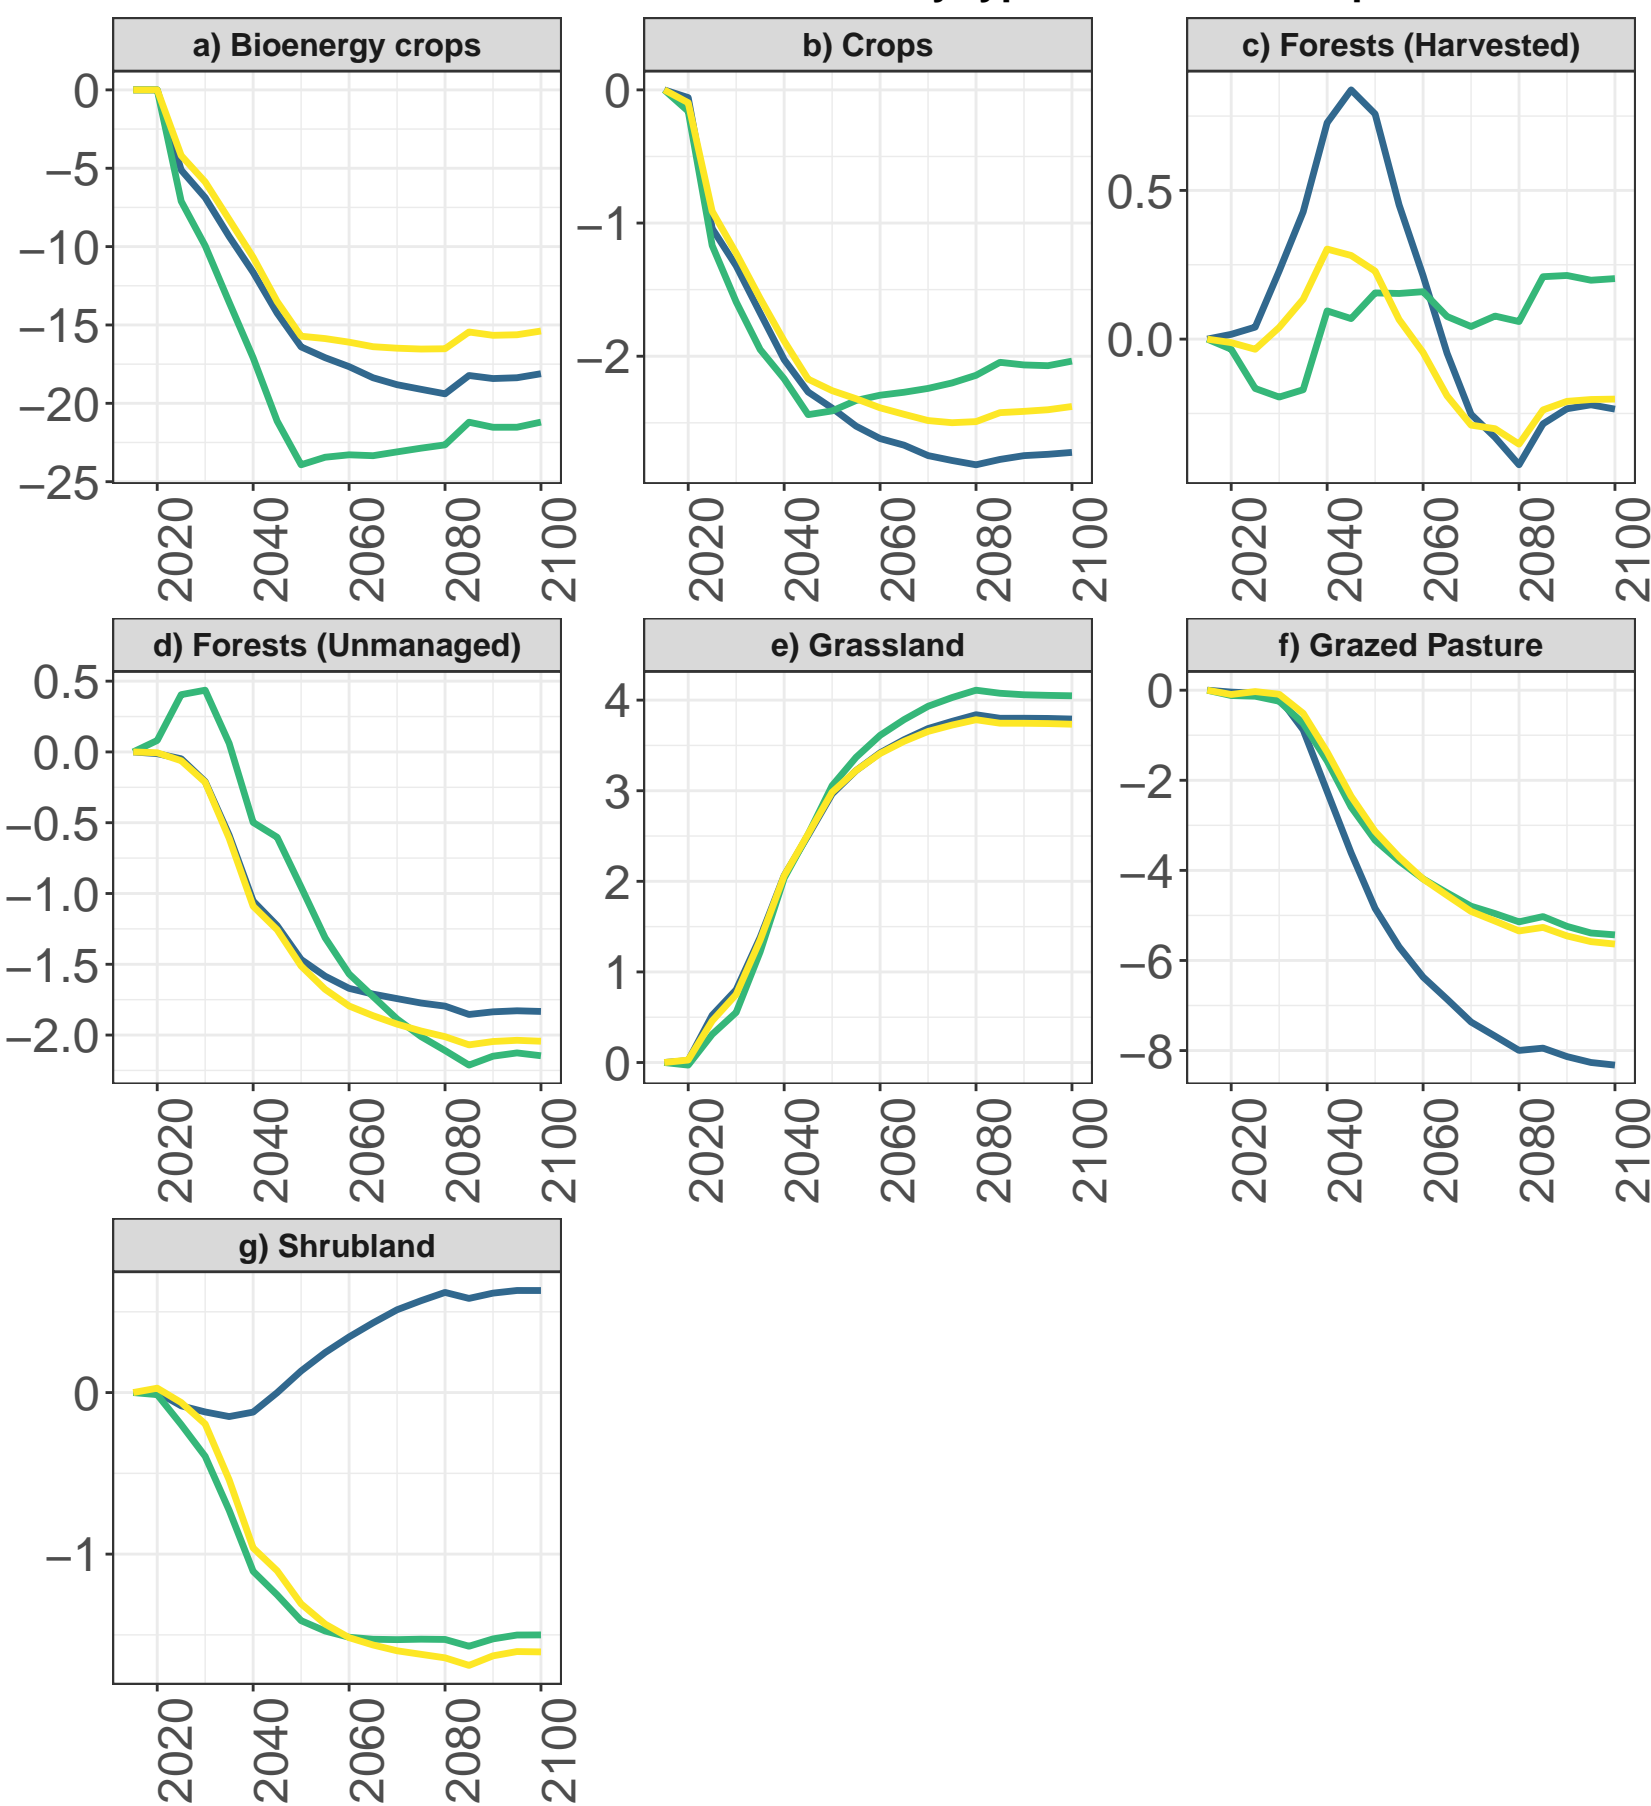 a) Bioenergy crops
0
−5
−10
−15
−20
−25
2020 2040 2060 2080 2100
b) Crops
0
−1
−2
2020 2040 2060 2080 2100
c) Forests (Harvested)
0.5
0.0
2020 2040 2060 2080 2100
d) Forests (Unmanaged)
0.5
0.0
−0.5
−1.0
−1.5
−2.0
2020 2040 2060 2080 2100
e) Grassland
4
3
2
1
0
2020 2040 2060 2080 2100
f) Grazed Pasture
0
−2
−4
−6
−8
2020 2040 2060 2080 2100
g) Shrubland
0
−1
2020 2040 2060 2080 2100